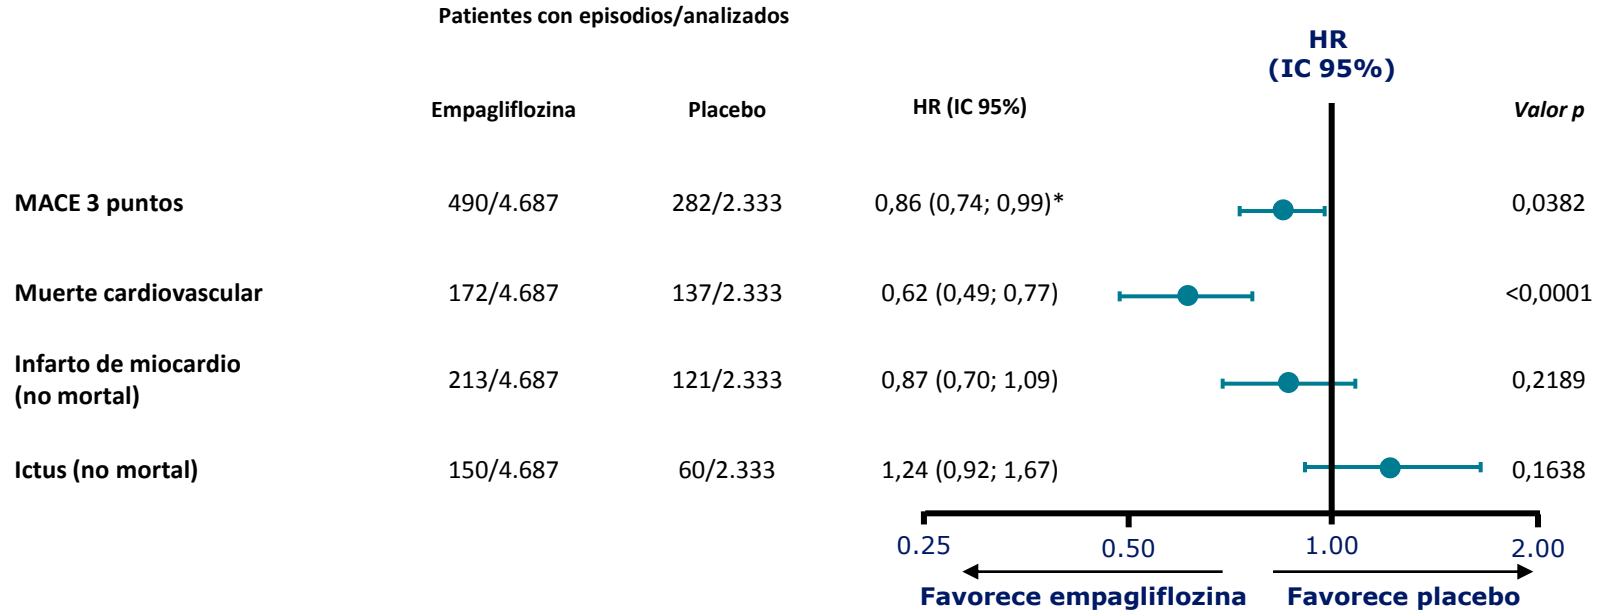 Patientes con episodios/analizados
HR
(IC 95%)
Empagliflozina Placebo HR (IC 95%) Valor p
MACE 3 puntos 490/4.687 282/2.333 0,86 (0,74; 0,99)* 0,0382
Muerte cardiovascular 172/4.687 137/2.333 0,62 (0,49; 0,77) <0,0001
Infarto de miocardio
(no mortal) 213/4.687 121/2.333 0,87 (0,70; 1,09) 0,2189
Ictus (no mortal) 150/4.687 60/2.333 1,24 (0,92; 1,67) 0,1638
0.25 0.50 1.00 2.00
Favorece empagliflozina Favorece placebo